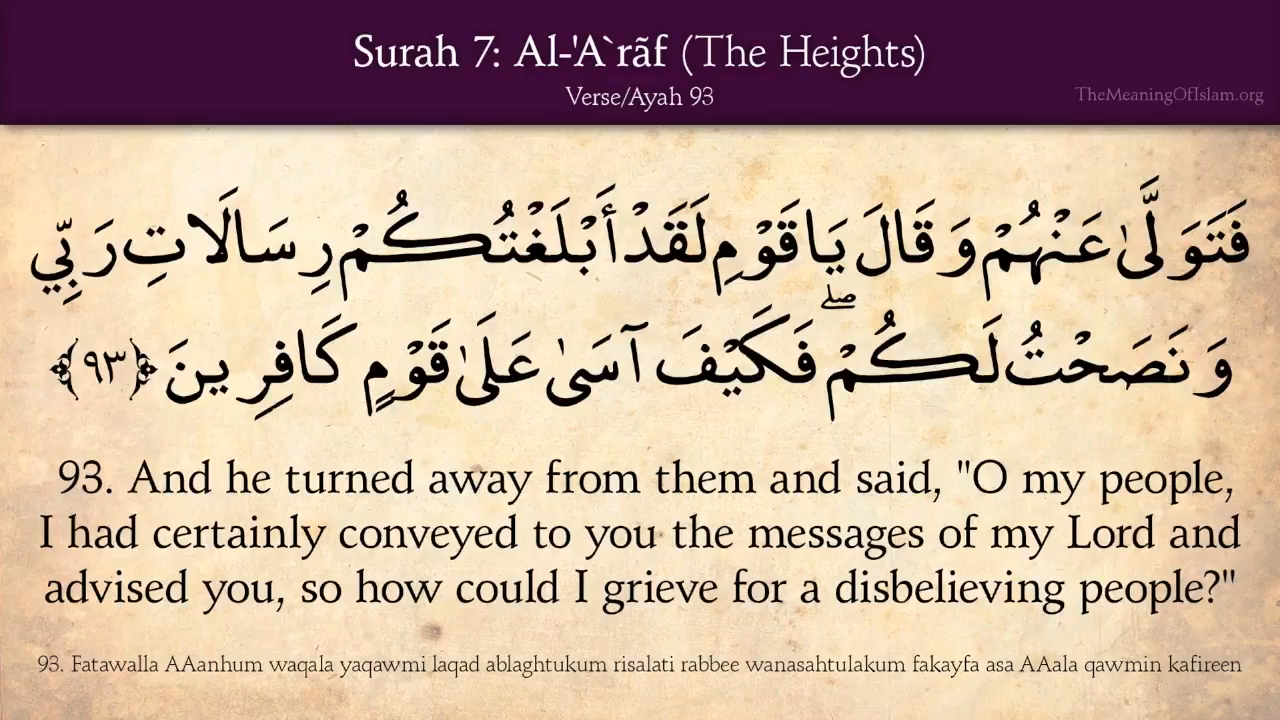 Surah 7: Al-'A`rãf (The Heights)
Verse/Ayah 93
TheMeaningOfIslam.org
فَتَوَلَّىٰ عَنْهُمْ وَقَالَ يَا قَوْمِ لَقَدْ أَبْلَغْتُكُمْ رِسَالَاتِ رَبِّي
وَنَصَحْتُ لَكُمْ ۖ فَكَيْفَ آسَىٰ عَلَىٰ قَوْمٍ كَافِرِينَ ﴿٩٣﴾
93. And he turned away from them and said, "O my people,
I had certainly conveyed to you the messages of my Lord and
advised you, so how could I grieve for a disbelieving people?"
93. Fatawalla AAanhum waqala yaqawmi laqad ablaghtukum risalati rabbee wanasahtulakum fakayfa asa AAala qawmin kafireen